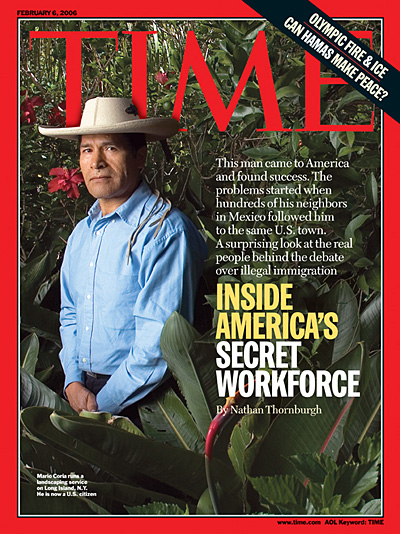 FEBRUARY 6, 2006
OLYMPIC FIRE & ICE
CAN HAMAS MAKE PEACE?
TIME
This man came to America
and found success. The
problems started when
hundreds of his neighbors
in Mexico followed him
to the same U.S. town.
A surprising look at the real
people behind the debate
over illegal immigration
INSIDE
AMERICA'S
SECRET
WORKFORCE
By Nathan Thornburgh
Mario Coria runs a
landscaping service
on Long Island, N.Y.
He is now a U.S. citizen
www.time.com AOL Keyword: TIME